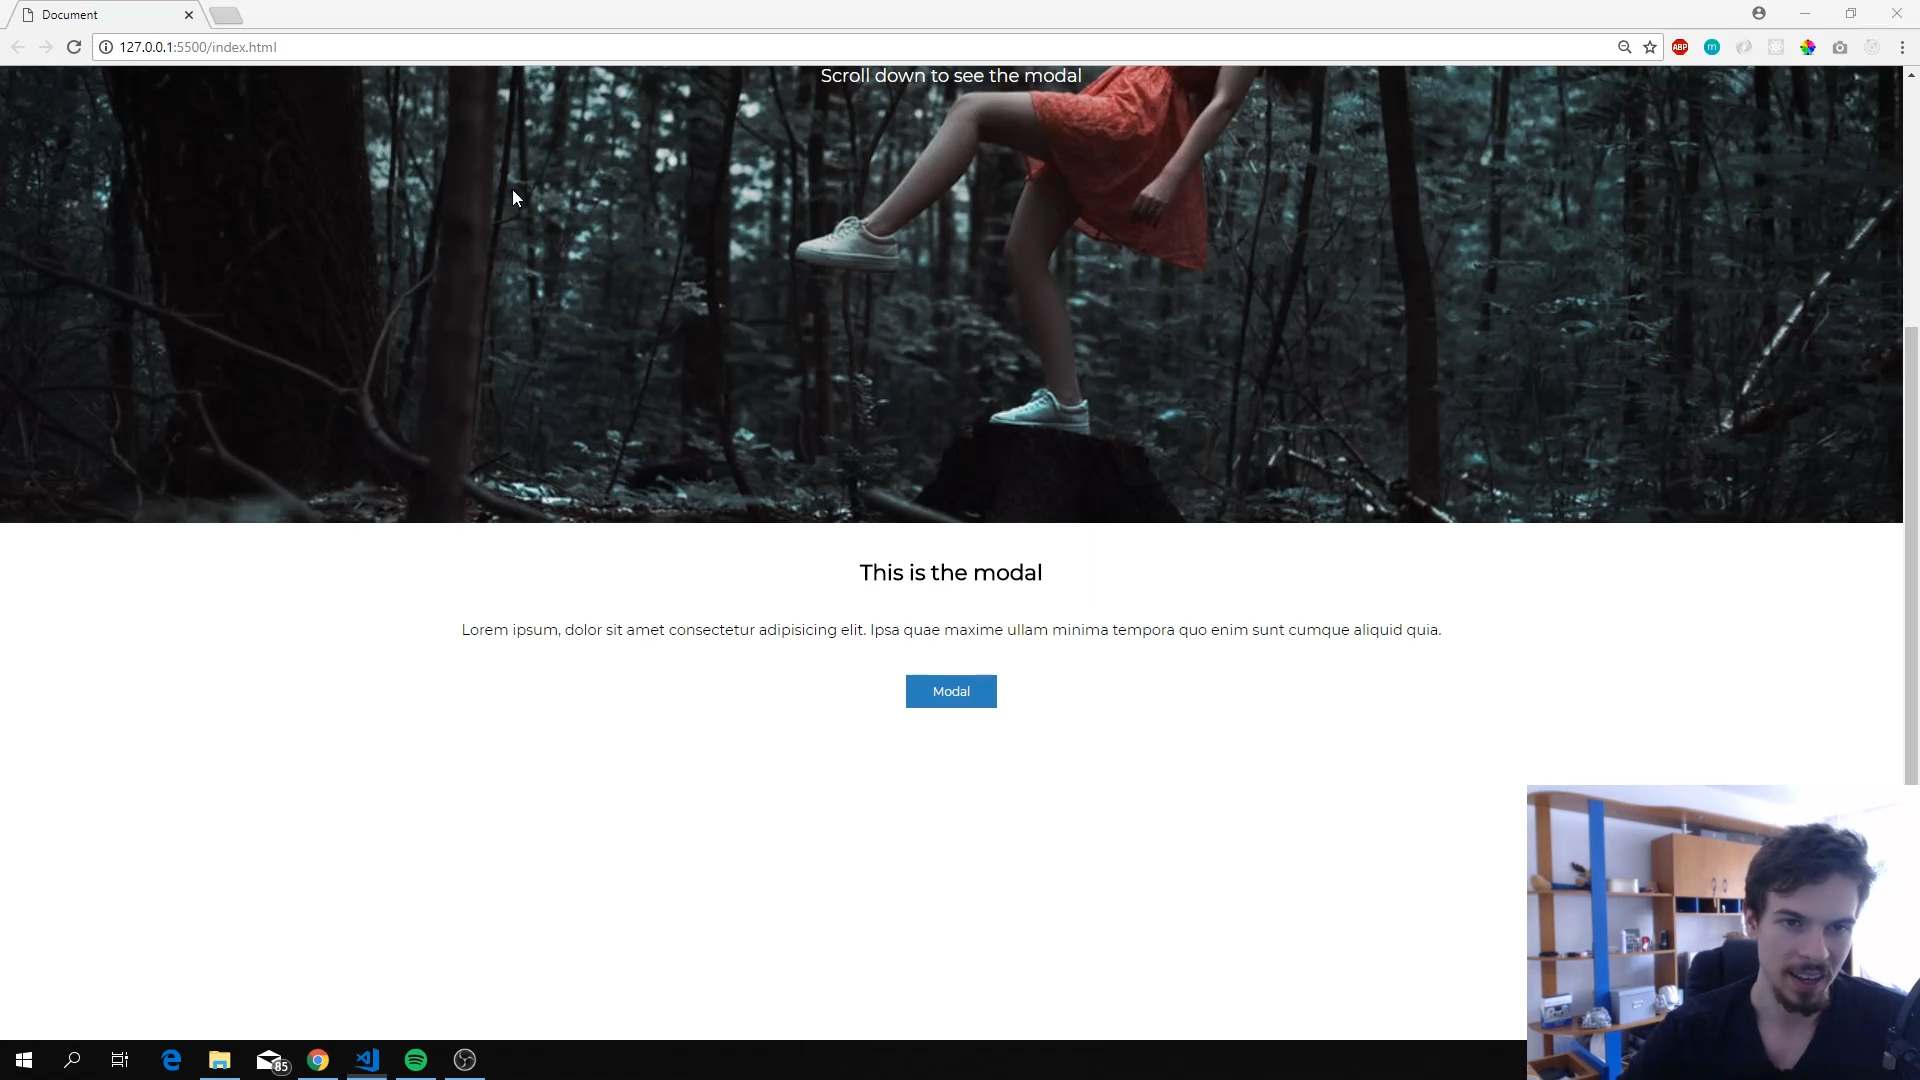 Document
127.0.0.1:5500/index.html
ABP
m
Scroll down to see the modal
This is the modal
Lorem ipsum, dolor sit amet consectetur adipisicing elit. Ipsa quae maxime ullam minima tempora quo enim sunt cumque aliquid quia.
Modal
85